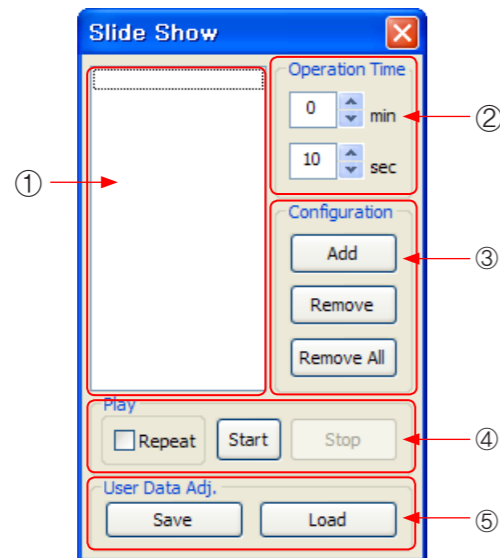 Slide Show
Operation Time
0 min
②
10 sec
①
Configuration
Add
③
Remove
Remove All
Play
Repeat Start Stop
④
User Data Adj.
Save Load
⑤